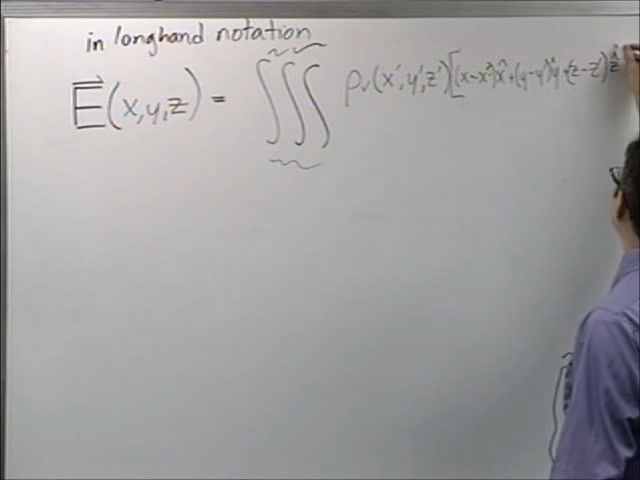 in longhand notation
E⃗(x,y,z) = ∭ ρᵥ(x′,y′,z′)[(x-x′)x̂+(y-y′)ŷ+(z-z′)ẑ